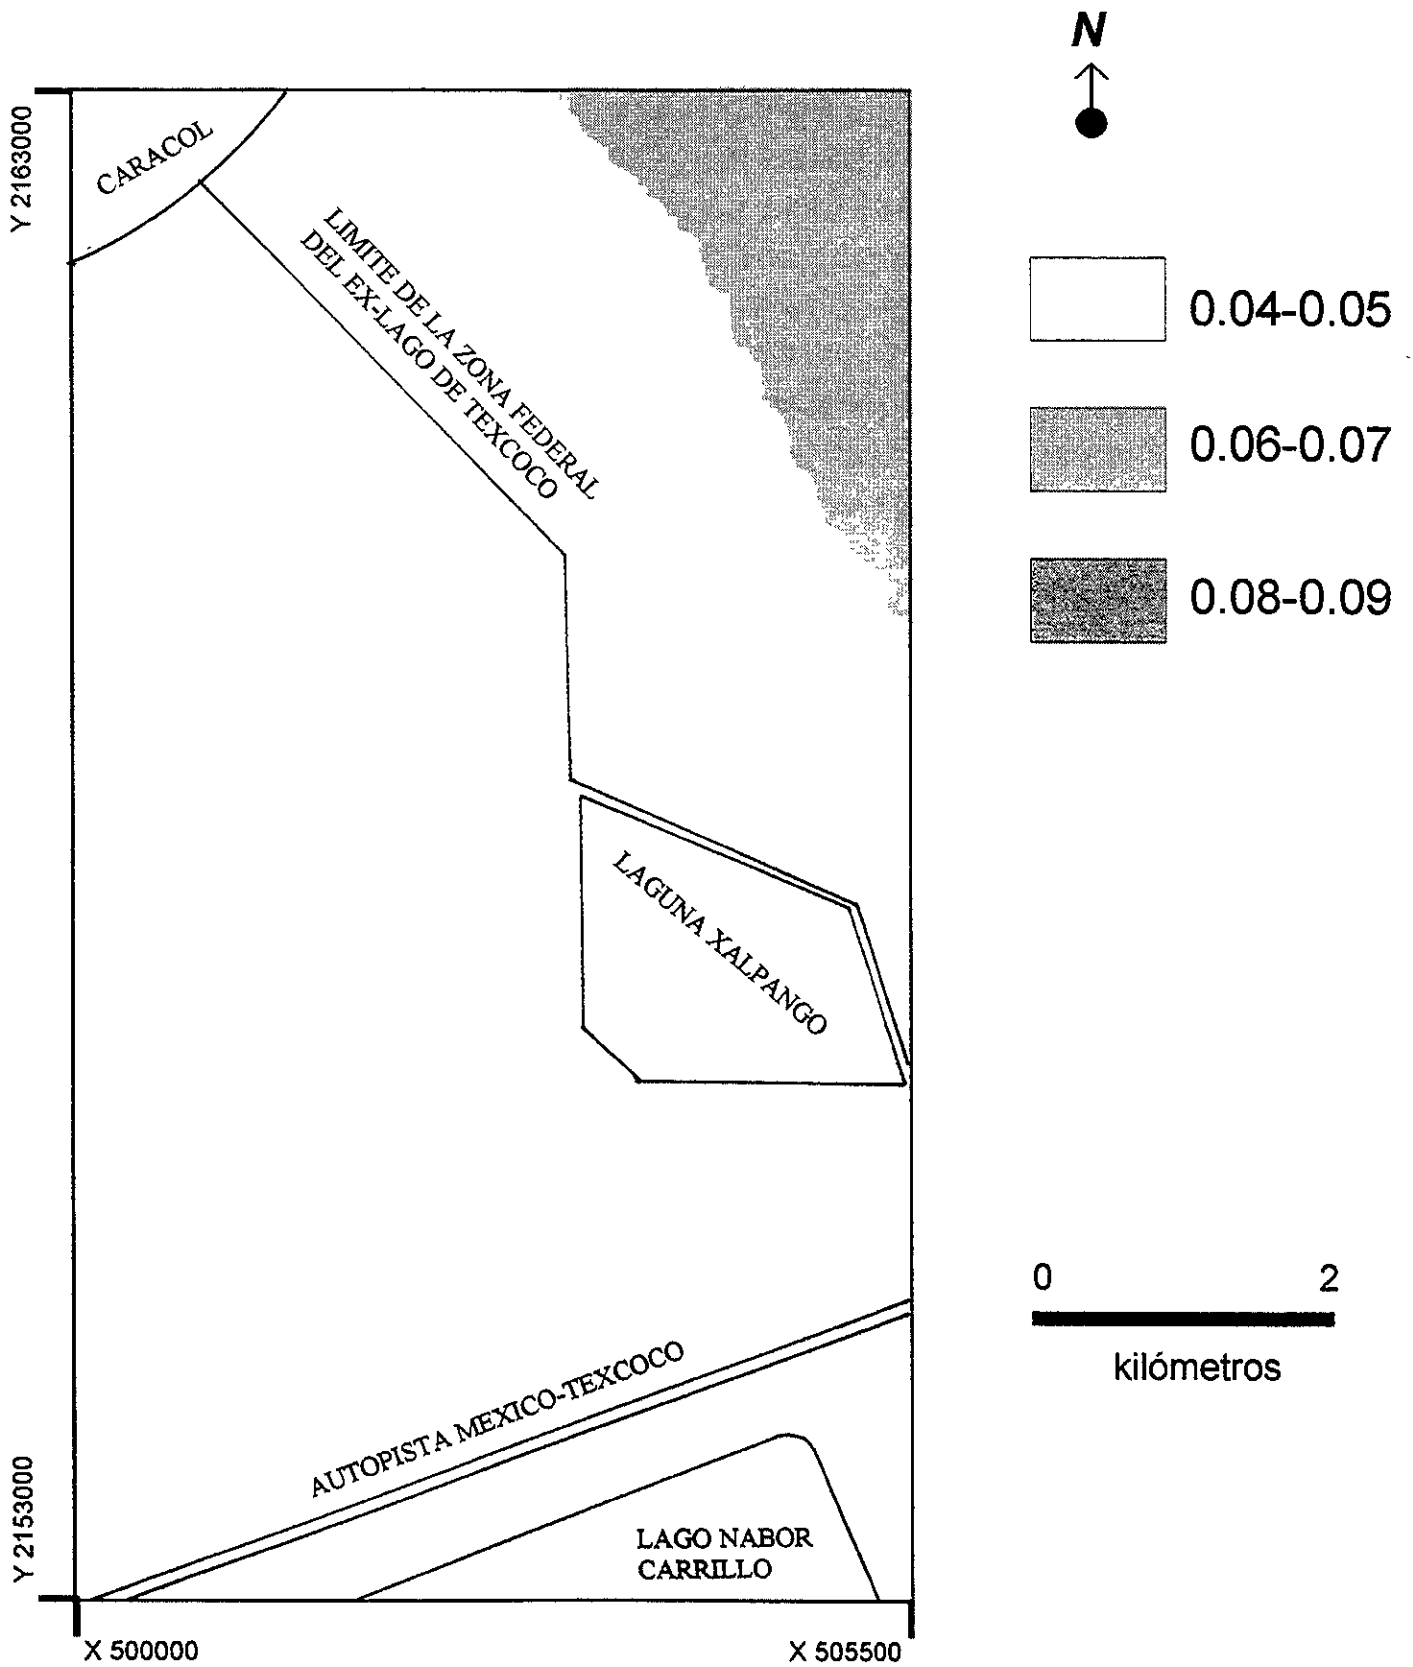 N
Y 2163000
CARACOL
LIMITE DE LA ZONA FEDERAL
DEL EX-LAGO DE TEXCOCO
0.04-0.05
0.06-0.07
0.08-0.09
LAGUNA XALPANGO
0 2
kilómetros
AUTOPISTA MEXICO-TEXCOCO
LAGO NABOR
CARRILLO
Y 2153000
X 500000
X 505500